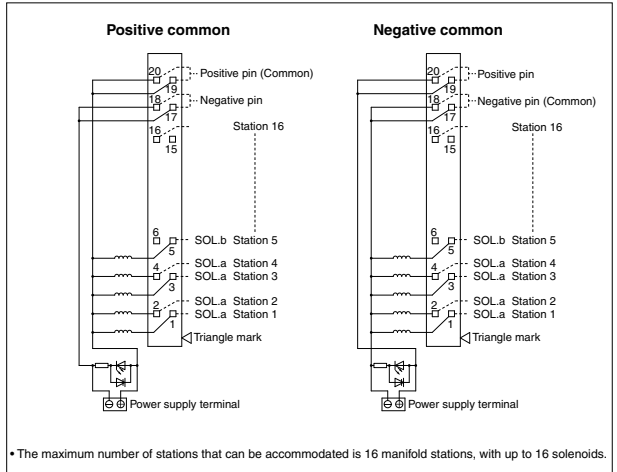 Positive common
20
Positive pin (Common)
19
18
Negative pin
17
16
Station 16
15
6
SOL.b Station 5
5
SOL.a Station 4
4
SOL.a Station 3
3
SOL.a Station 2
2
SOL.a Station 1
1
Triangle mark
⊖ ⊕ Power supply terminal
Negative common
20
Positive pin
19
18
Negative pin (Common)
17
16
Station 16
15
6
SOL.b Station 5
5
SOL.a Station 4
4
SOL.a Station 3
3
SOL.a Station 2
2
SOL.a Station 1
1
Triangle mark
⊖ ⊕ Power supply terminal
• The maximum number of stations that can be accommodated is 16 manifold stations, with up to 16 solenoids.